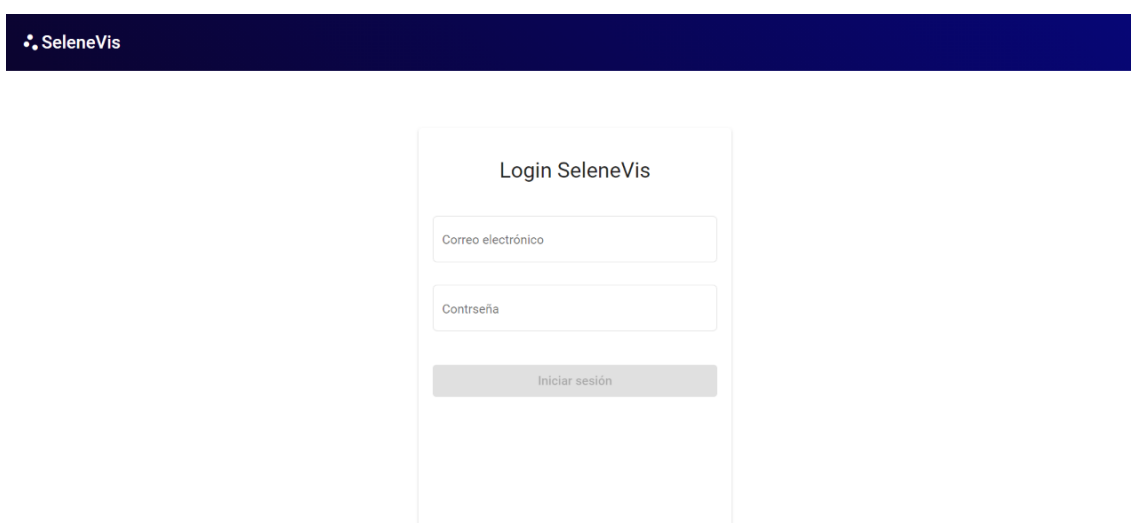 SeleneVis
Login SeleneVis
Correo electrónico
Contrseña
Iniciar sesión